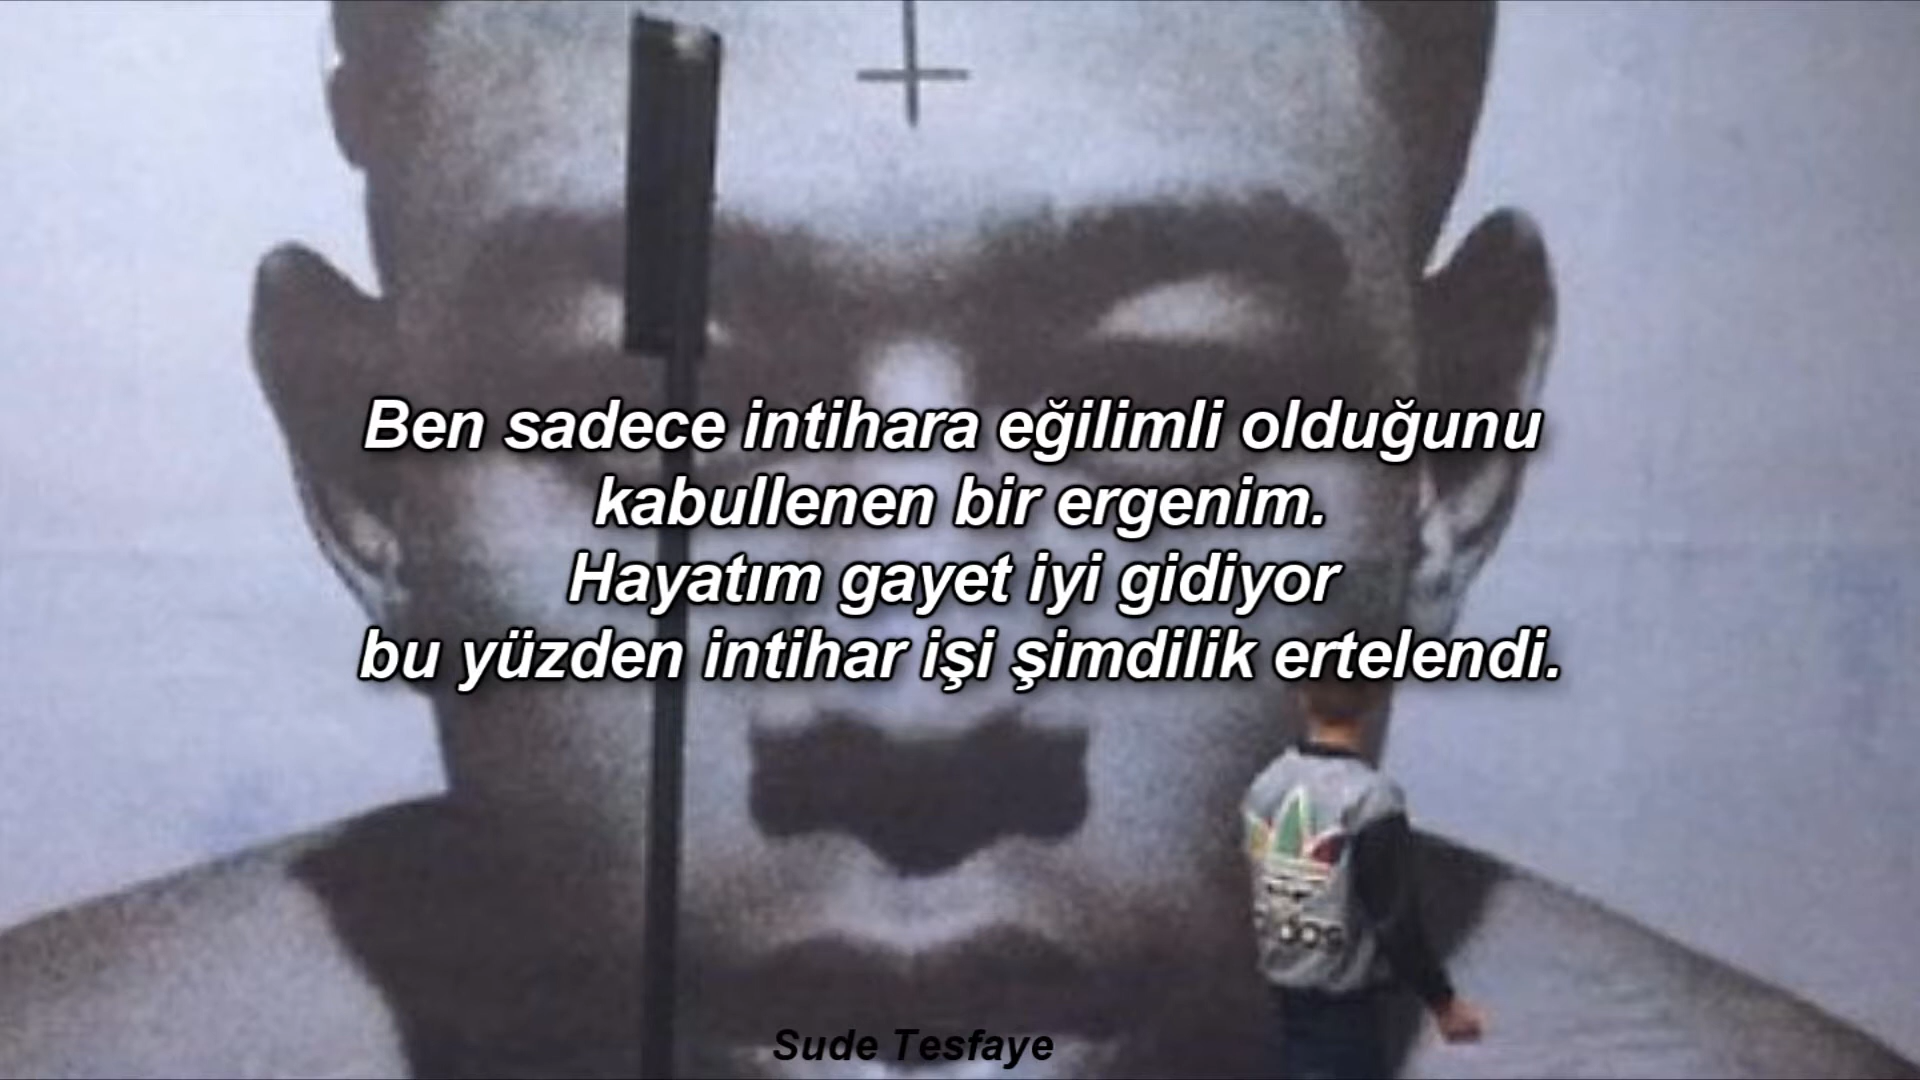 Ben sadece intihara eğilimli olduğunu
kabullenen bir ergenim.
Hayatım gayet iyi gidiyor
bu yüzden intihar işi şimdilik ertelendi.
Sude Tesfaye